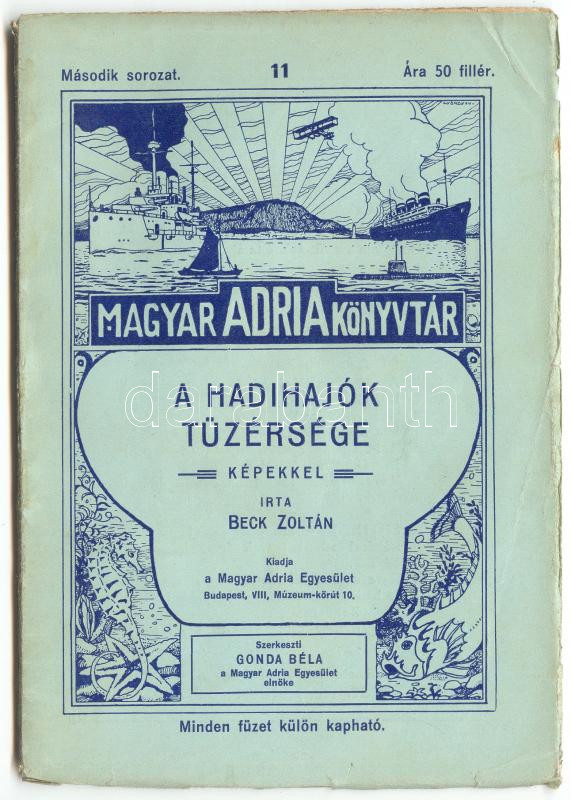 Második sorozat. 11 Ára 50 fillér.
MAGYAR ADRIA KÖNYVTÁR
A HADIHAJÓK
TÜZÉRSÉGE
KÉPEKKEL
IRTA
BECK ZOLTÁN
Kiadja
a Magyar Adria Egyesület
Budapest, VIII, Múzeum-körút 10.
Szerkeszti
GONDA BÉLA
a Magyar Adria Egyesület
elnöke
Minden füzet külön kapható.
darabanth